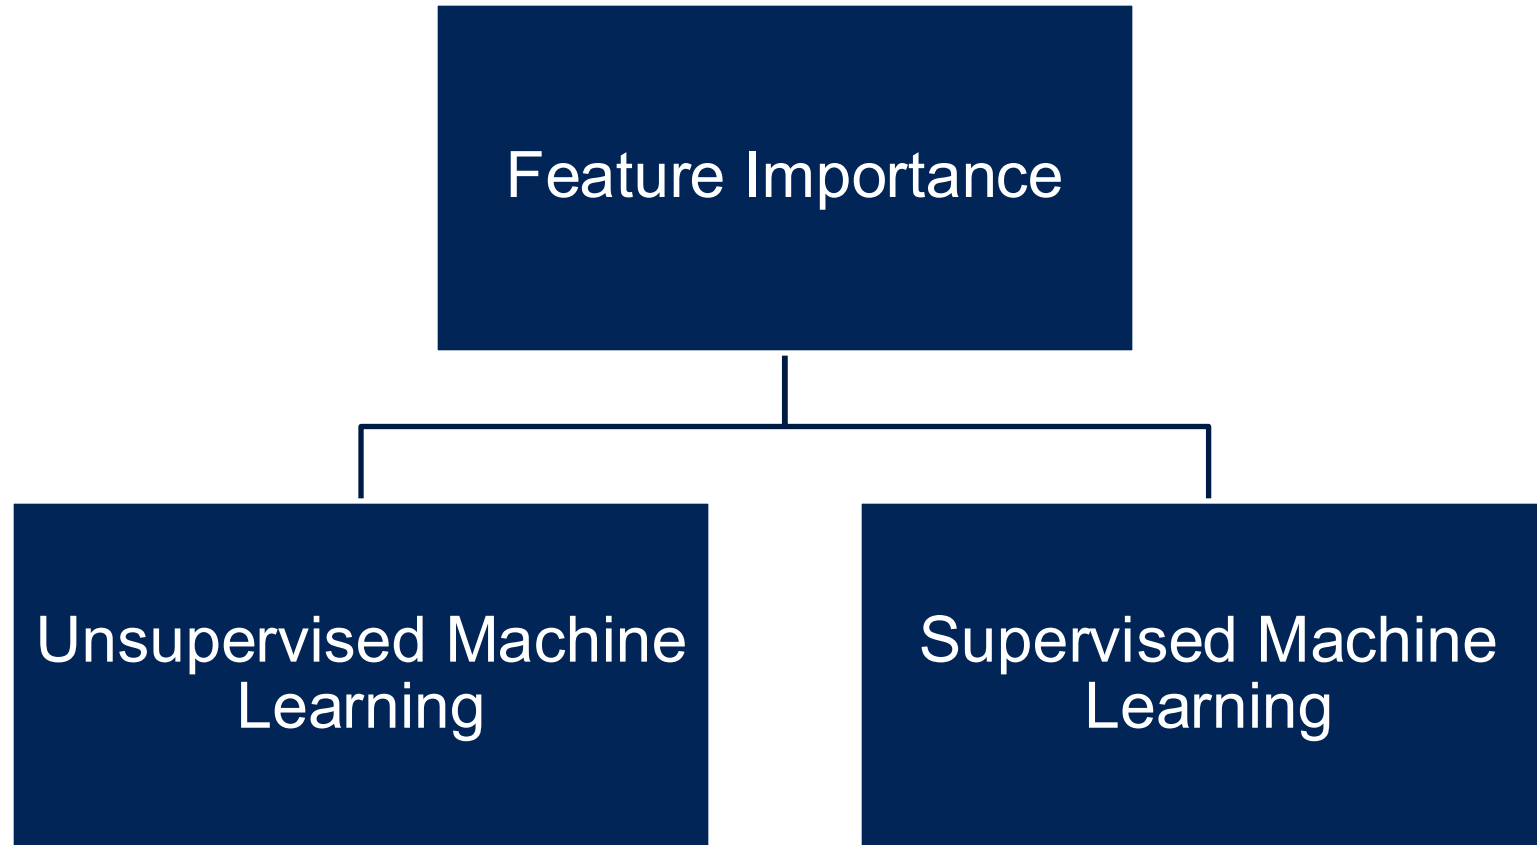 Feature Importance
Unsupervised Machine
Learning
Supervised Machine
Learning